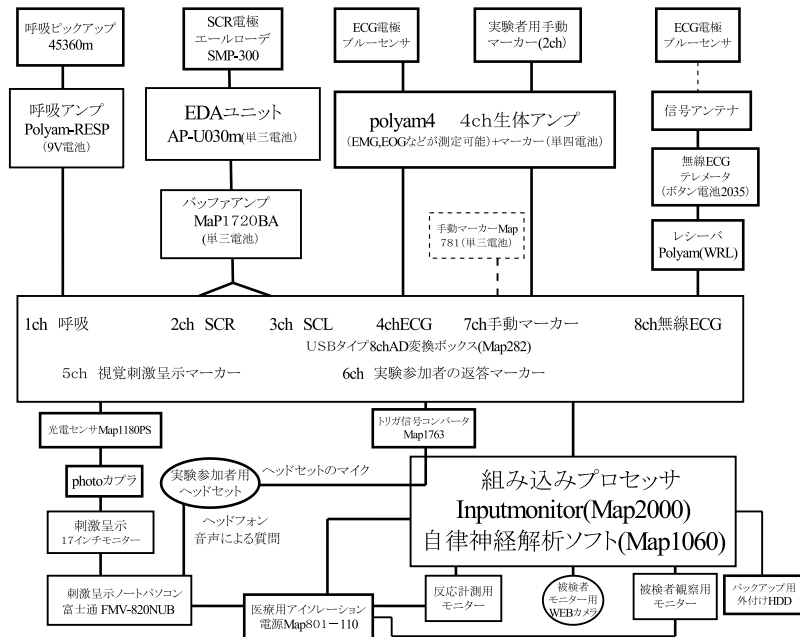 呼吸ピックアップ
45360m
SCR電極
エールローデ
SMP-300
ECG電極
ブルーセンサ
実験者用手動
マーカー(2ch)
ECG電極
ブルーセンサ
呼吸アンプ
Polyam-RESP
(9V電池)
EDAユニット
AP-U030m(単三電池)
polyam4 4ch生体アンプ
(EMG,EOGなどが測定可能)+マーカー(単四電池)
信号アンテナ
無線ECG
テレメータ
(ボタン電池2035)
バッファアンプ
MaP1720BA
(単三電池)
手動マーカーMap
781(単三電池)
レシーバ
Polyam(WRL)
1ch 呼吸 2ch SCR 3ch SCL 4chECG 7ch手動マーカー 8ch無線ECG
USBタイプ8chAD変換ボックス(Map282)
5ch 視覚刺激呈示マーカー 6ch 実験参加者の返答マーカー
光電センサMap1180PS
トリガ信号コンバータ
Map1763
photoカプラ
実験参加者用
ヘッドセット
ヘッドセットのマイク
組み込みプロセッサ
Inputmonitor(Map2000)
自律神経解析ソフト(Map1060)
刺激呈示
17インチモニター
ヘッドフォン
音声による質問
刺激呈示ノートパソコン
富士通 FMV-820NUB
医療用アイソレーション
電源Map801－110
反応計測用
モニター
被検者
モニター用
WEBカメラ
被検者観察用
モニター
バックアップ用
外付けHDD